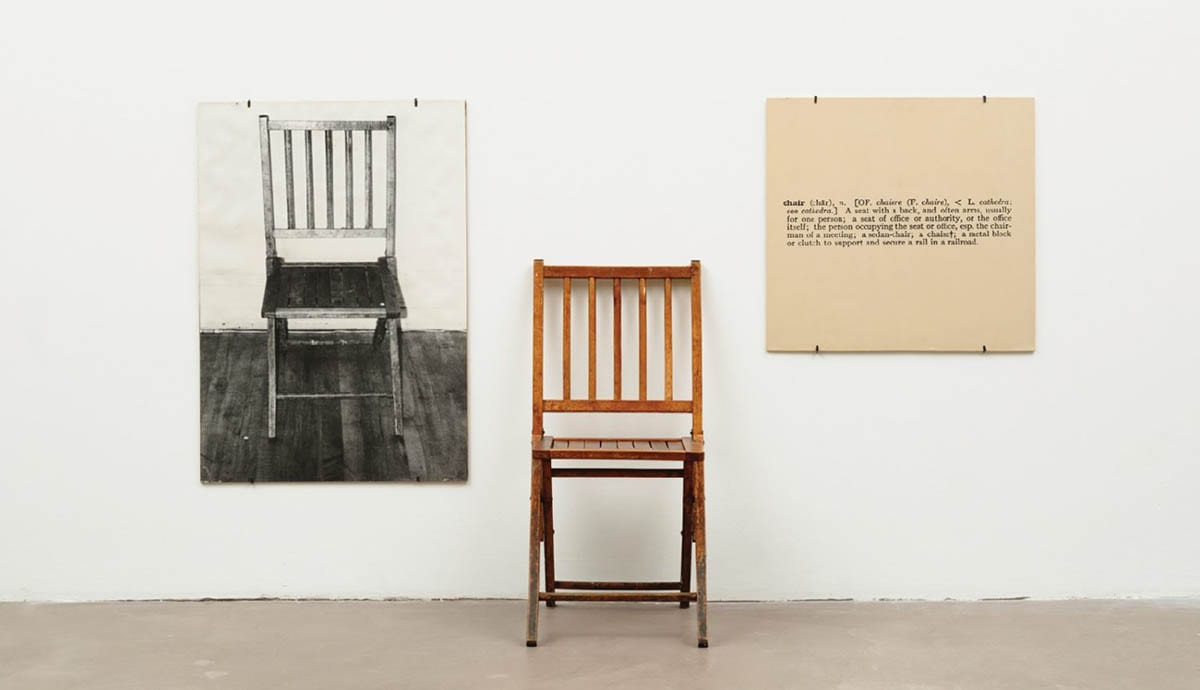 chair (chãr), n. [OF. chaiere (F. chaire), < L. cathedra:
see cathedra.] A seat with a back, and often arms, usually
for one person; a seat of office or authority, or the office
itself; the person occupying the seat or office, esp. the chair-
man of a meeting; a sedan-chair; a chaise†; a metal block
or clutch to support and secure a rail in a railroad.